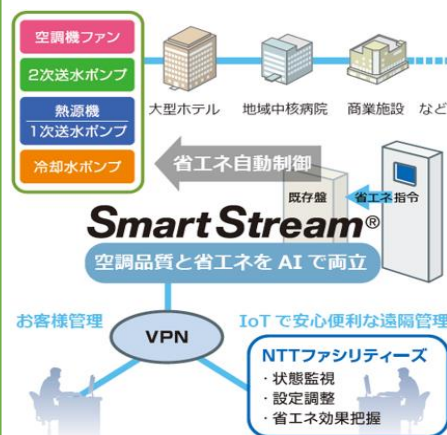 空調機ファン
2次送水ポンプ
熱源機
1次送水ポンプ
冷却水ポンプ
大型ホテル 地域中核病院 商業施設 など
省エネ自動制御
既存盤 省エネ指令
Smart Stream®
空調品質と省エネを AI で両立
お客様管理
VPN
IoT で安心便利な遠隔管理
NTTファシリティーズ
・状態監視
・設定調整
・省エネ効果把握